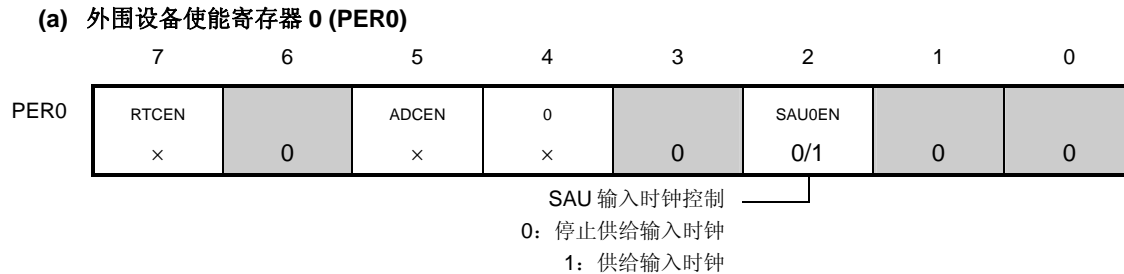 (a) 外围设备使能寄存器 0 (PER0)
7 6 5 4 3 2 1 0
PER0 RTCEN ADCEN 0 SAU0EN
× 0 × × 0 0/1 0 0
SAU 输入时钟控制
0：停止供给输入时钟
1：供给输入时钟